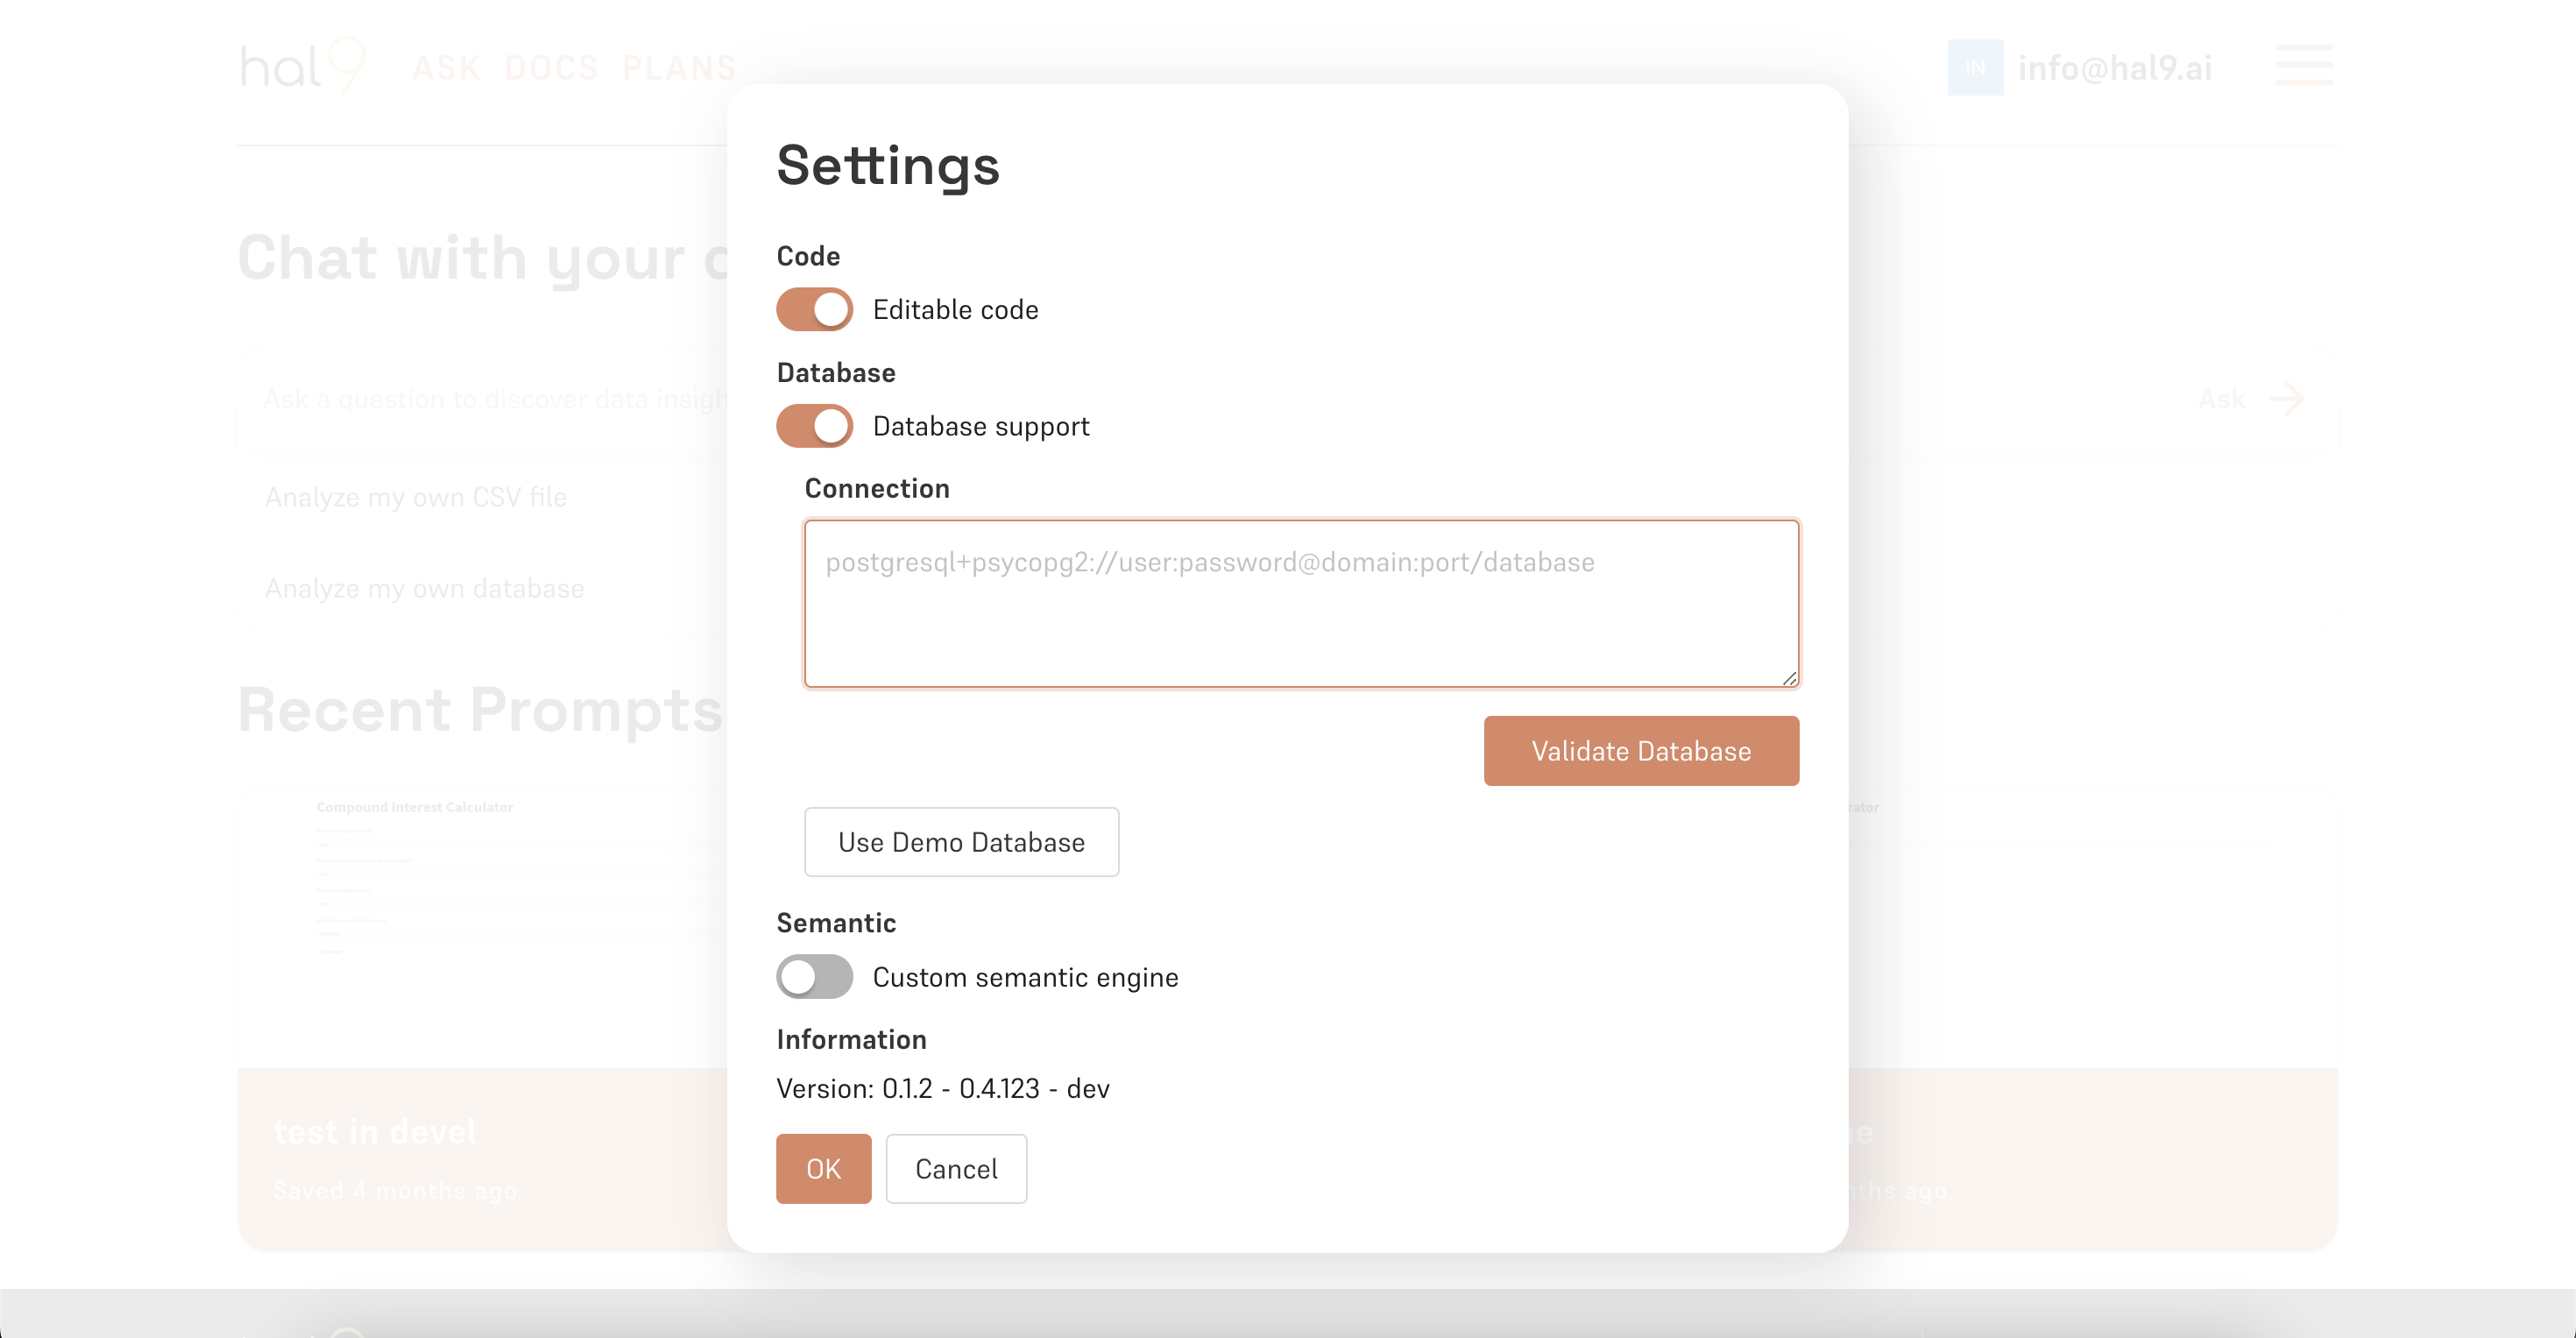 hal9 ASK DOCS PLANS
IN info@hal9.ai
Chat with your
Ask a question to discover data insigh
Ask
Analyze my own CSV file
Analyze my own database
Recent Prompts
Compound Interest Calculator
rator
test in devel
Saved 4 months ago
nths ago
Settings
Code
Editable code
Database
Database support
Connection
postgresql+psycopg2://user:password@domain:port/database
Validate Database
Use Demo Database
Semantic
Custom semantic engine
Information
Version: 0.1.2 - 0.4.123 - dev
OK Cancel